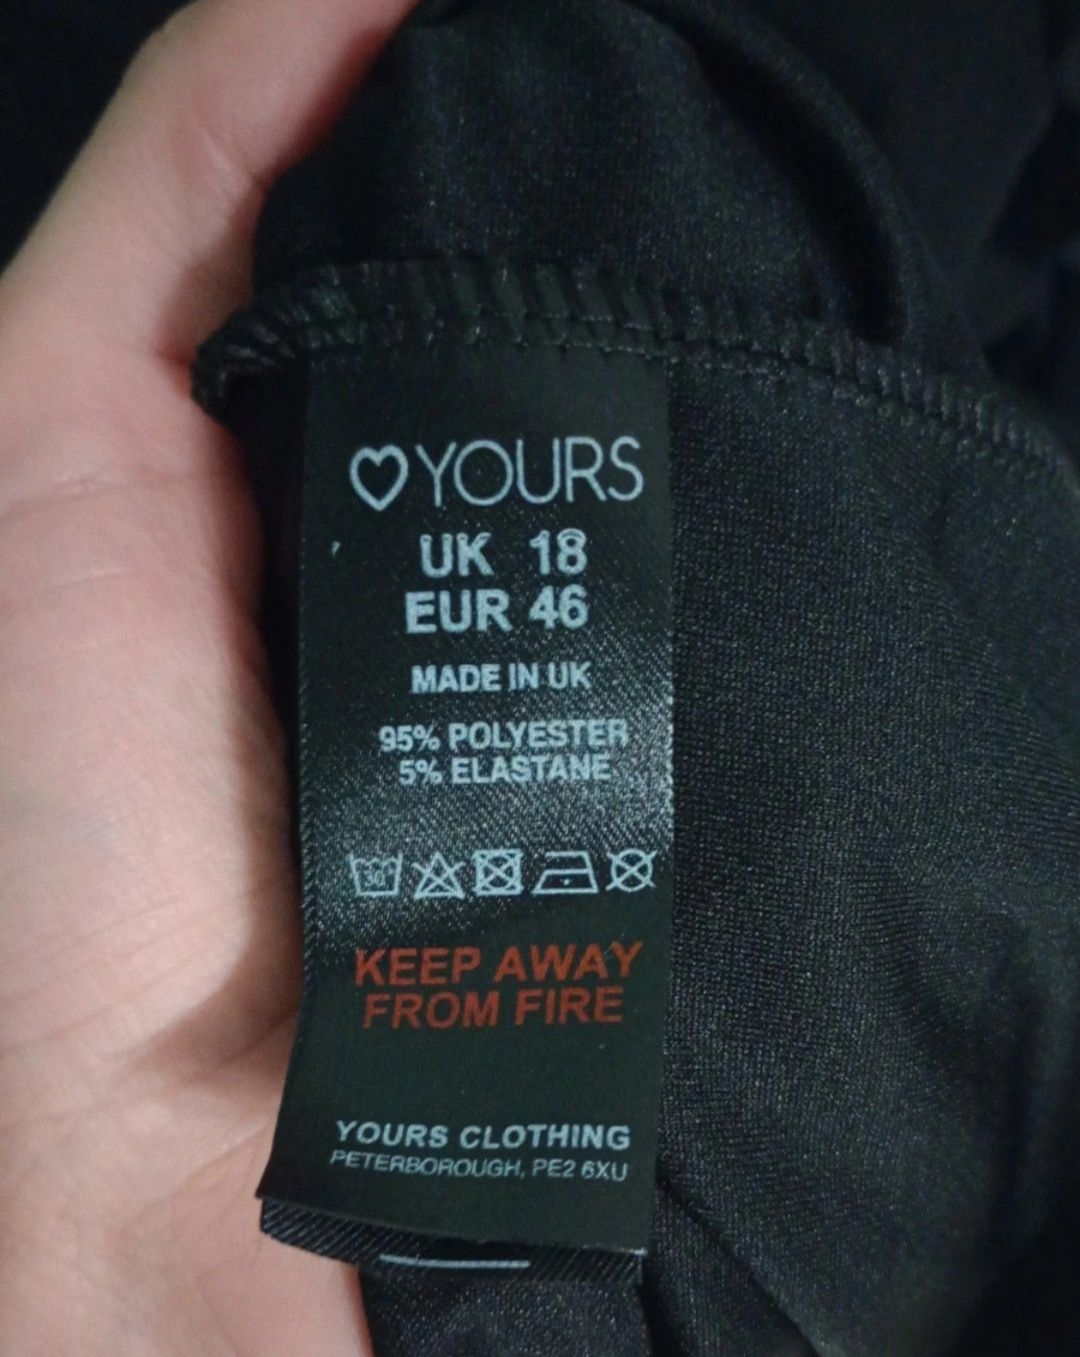 ♡YOURS
UK 18
EUR 46
MADE IN UK
95% POLYESTER
5% ELASTANE
30°
KEEP AWAY
FROM FIRE
YOURS CLOTHING
PETERBOROUGH, PE2 6XU